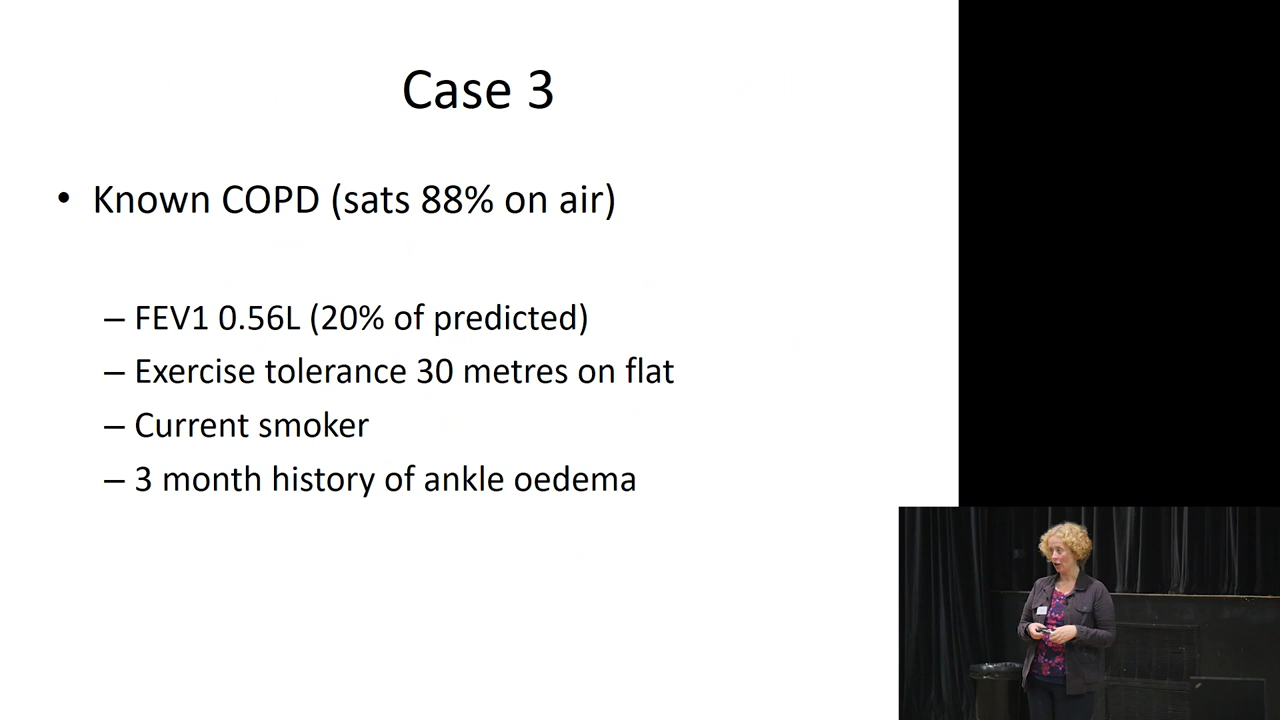 Case 3
• Known COPD (sats 88% on air)
– FEV1 0.56L (20% of predicted)
– Exercise tolerance 30 metres on flat
– Current smoker
– 3 month history of ankle oedema